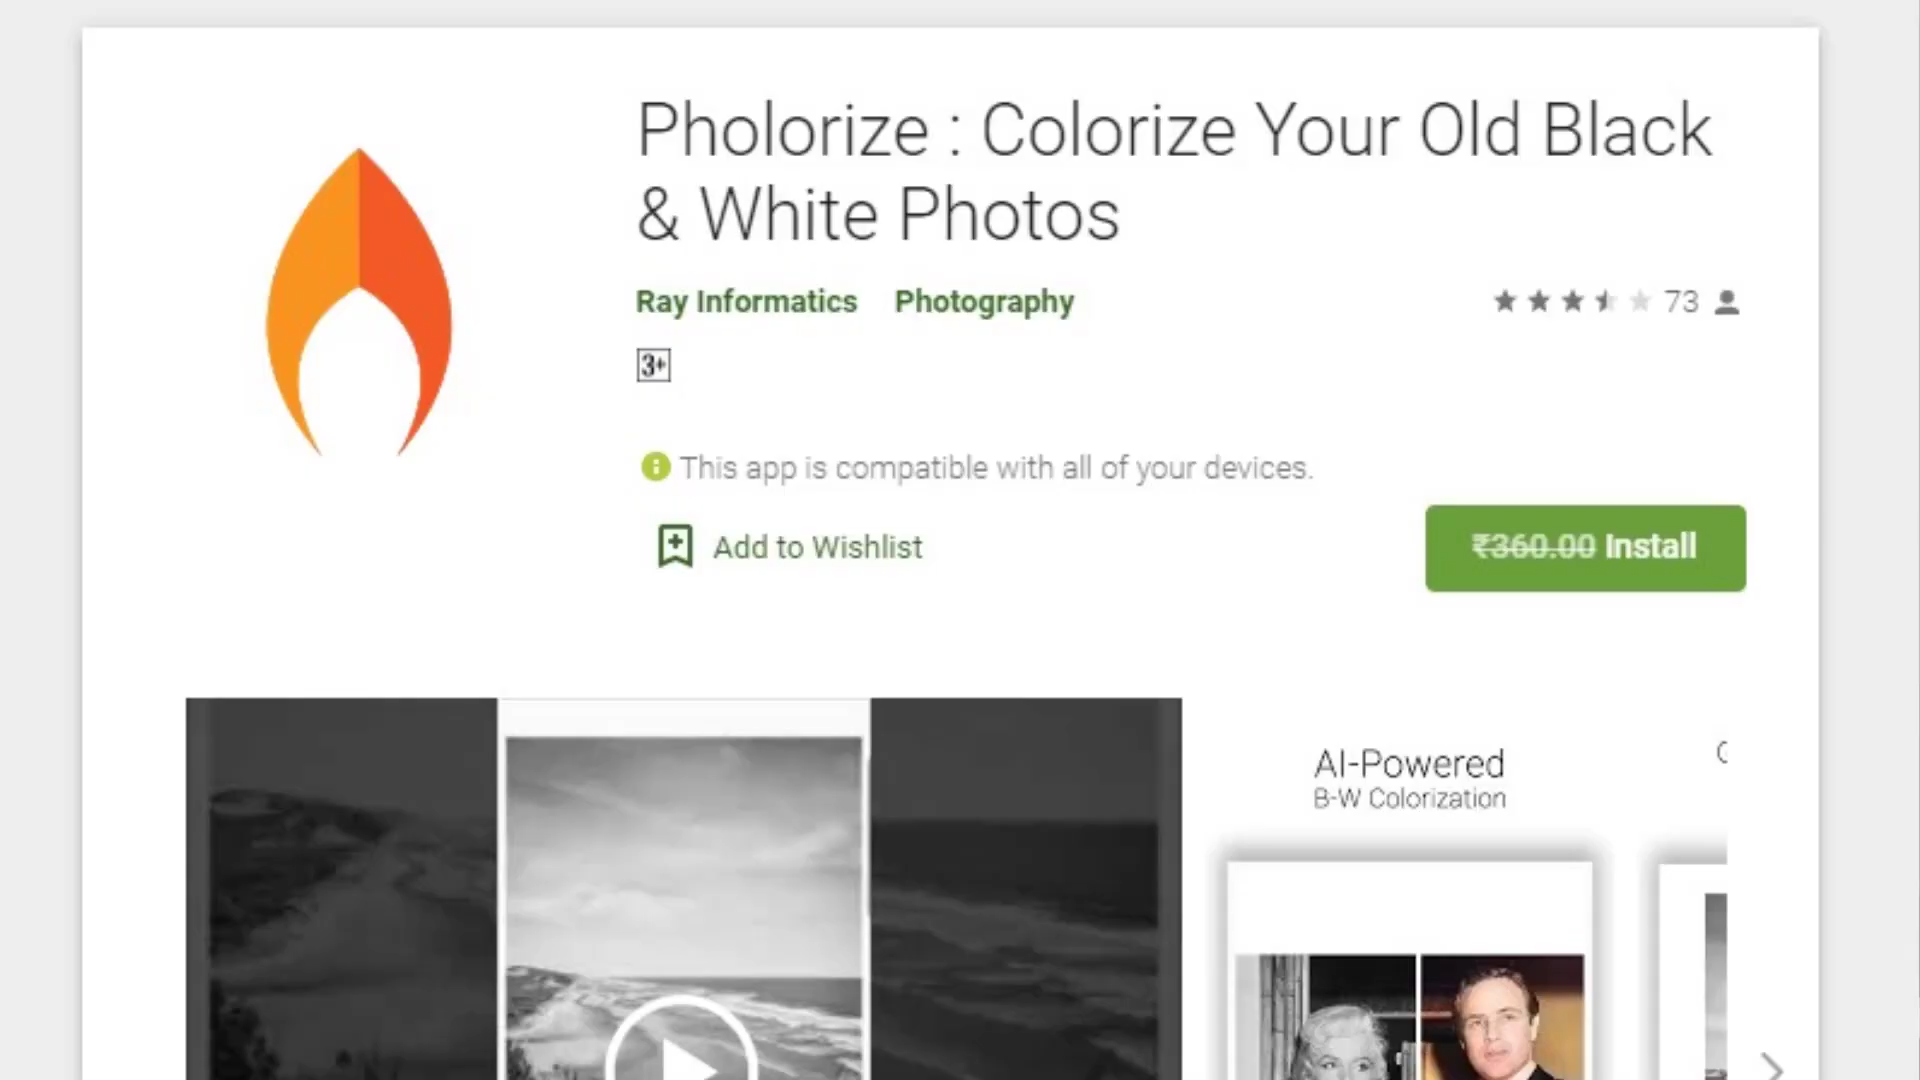 Pholorize : Colorize Your Old Black
& White Photos
Ray Informatics Photography 73
3+
This app is compatible with all of your devices.
Add to Wishlist ₹360.00 Install
AI-Powered
B-W Colorization